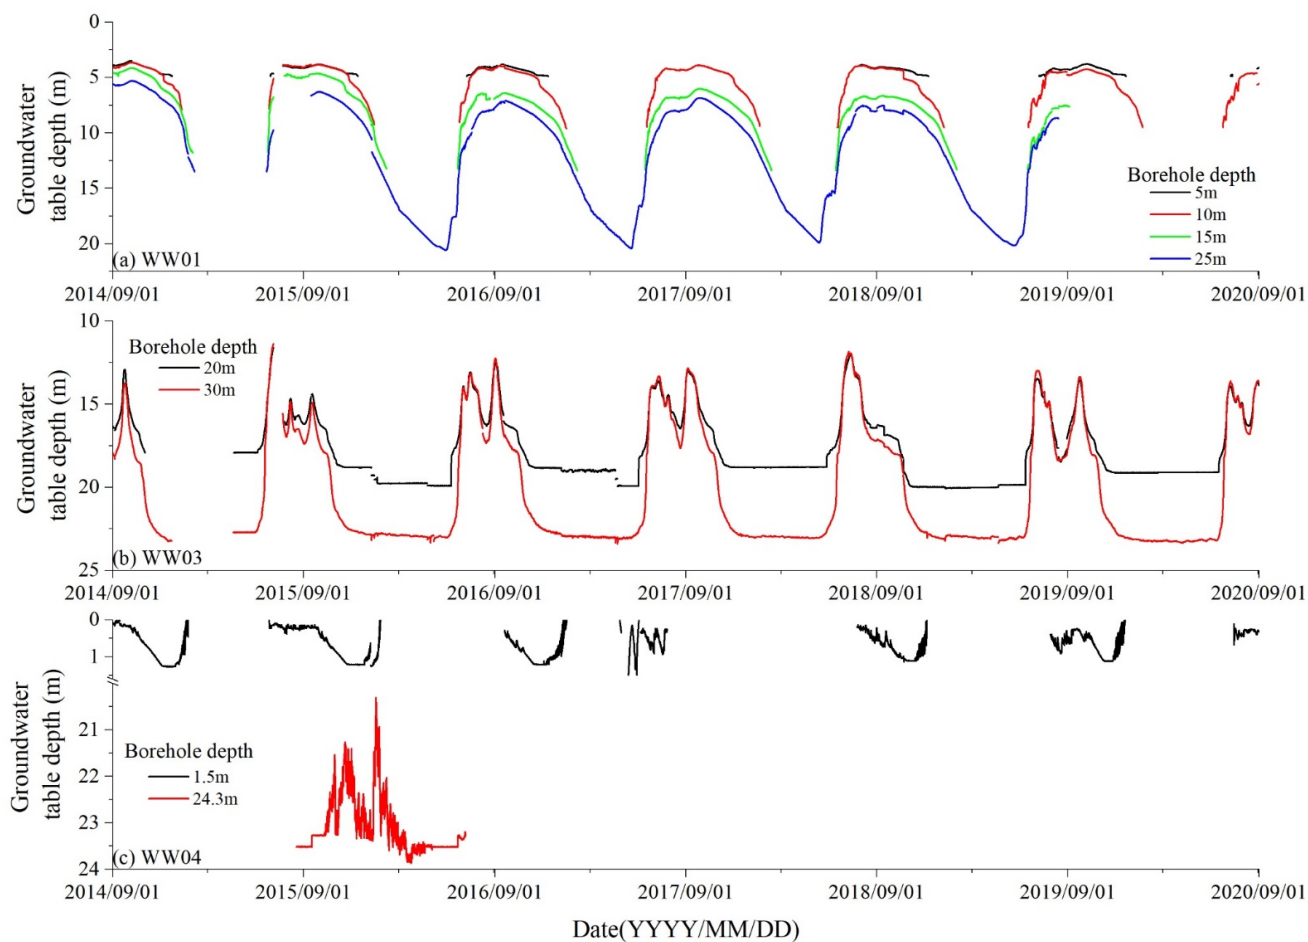 0
5
10
15
20
Groundwater
table depth (m)
Borehole depth
5m
10m
15m
25m
(a) WW01
2014/09/01 2015/09/01 2016/09/01 2017/09/01 2018/09/01 2019/09/01 2020/09/01
10
15
20
25
Groundwater
table depth (m)
Borehole depth
20m
30m
(b) WW03
2014/09/01 2015/09/01 2016/09/01 2017/09/01 2018/09/01 2019/09/01 2020/09/01
0
1
21
22
23
24
Groundwater
table depth (m)
Borehole depth
1.5m
24.3m
(c) WW04
2014/09/01 2015/09/01 2016/09/01 2017/09/01 2018/09/01 2019/09/01 2020/09/01
Date(YYYY/MM/DD)